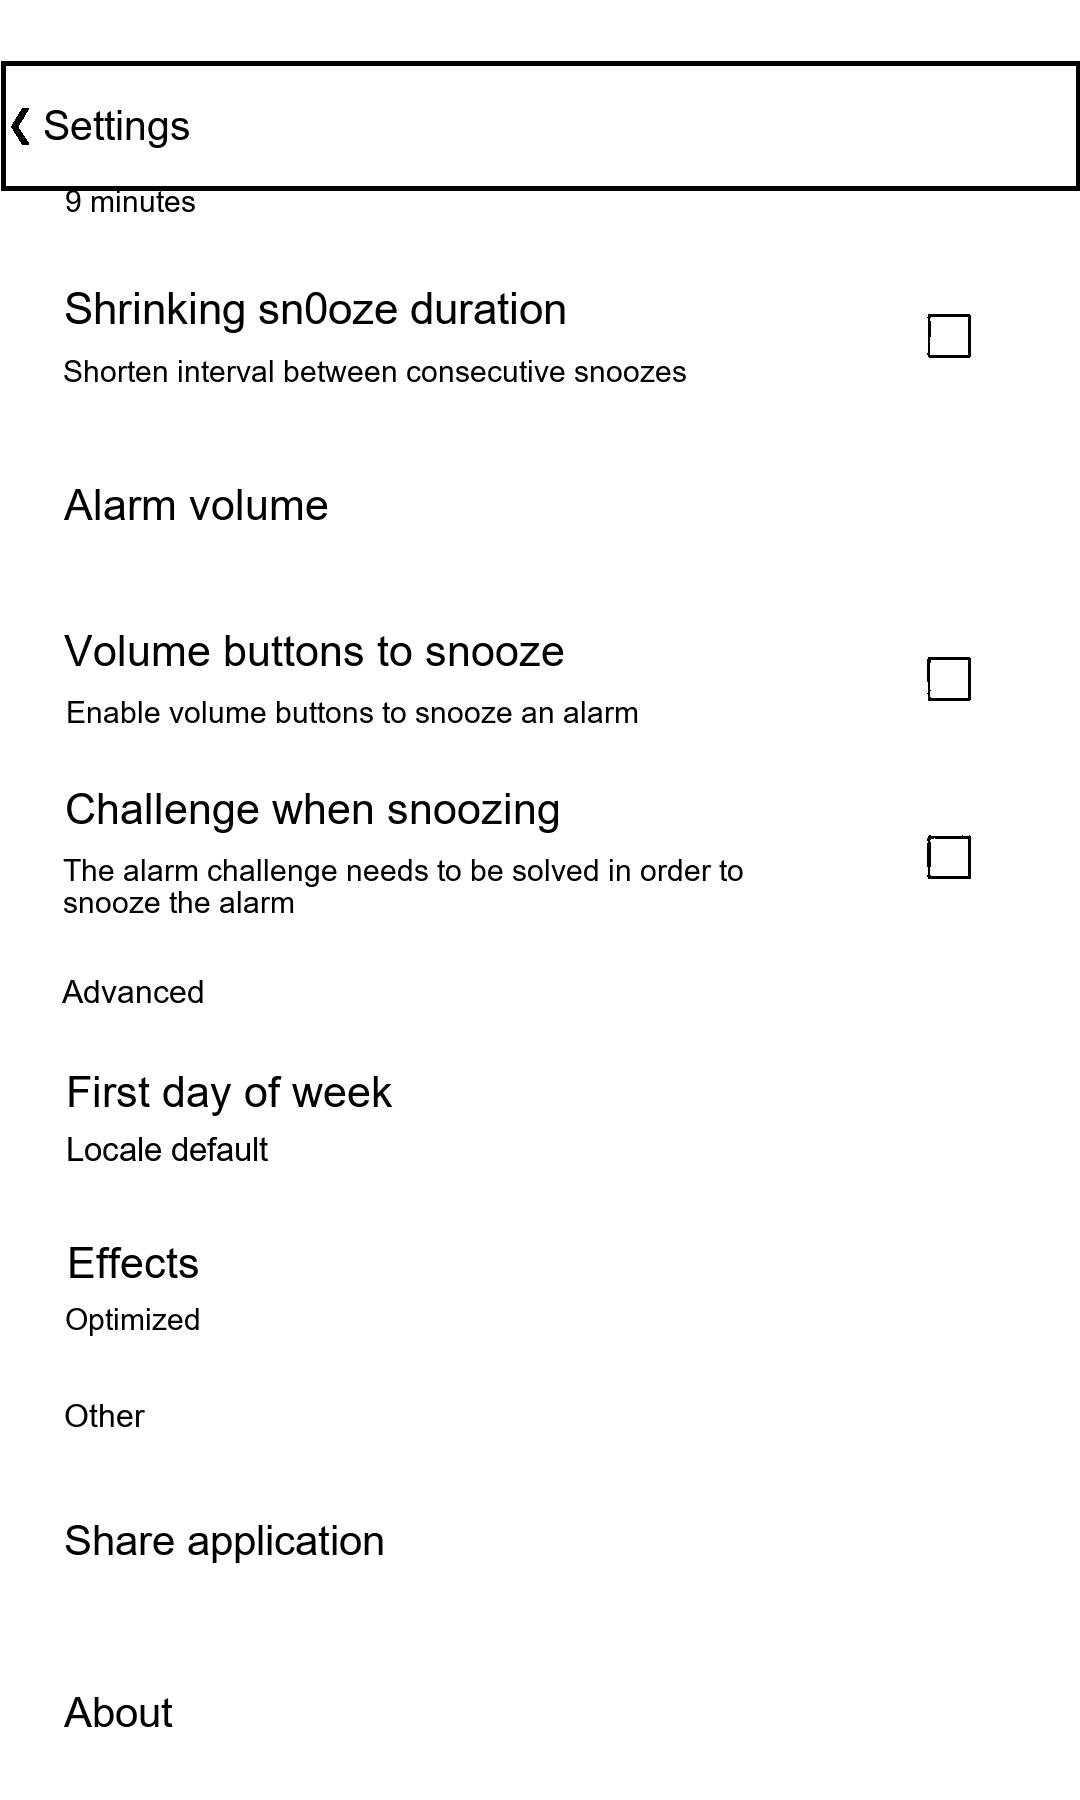 Settings
9 minutes
Shrinking sn0oze duration
Shorten interval between consecutive snoozes
Alarm volume
Volume buttons to snooze
Enable volume buttons to snooze an alarm
Challenge when snoozing
The alarm challenge needs to be solved in order to
snooze the alarm
Advanced
First day of week
Locale default
Effects
Optimized
Other
Share application
About